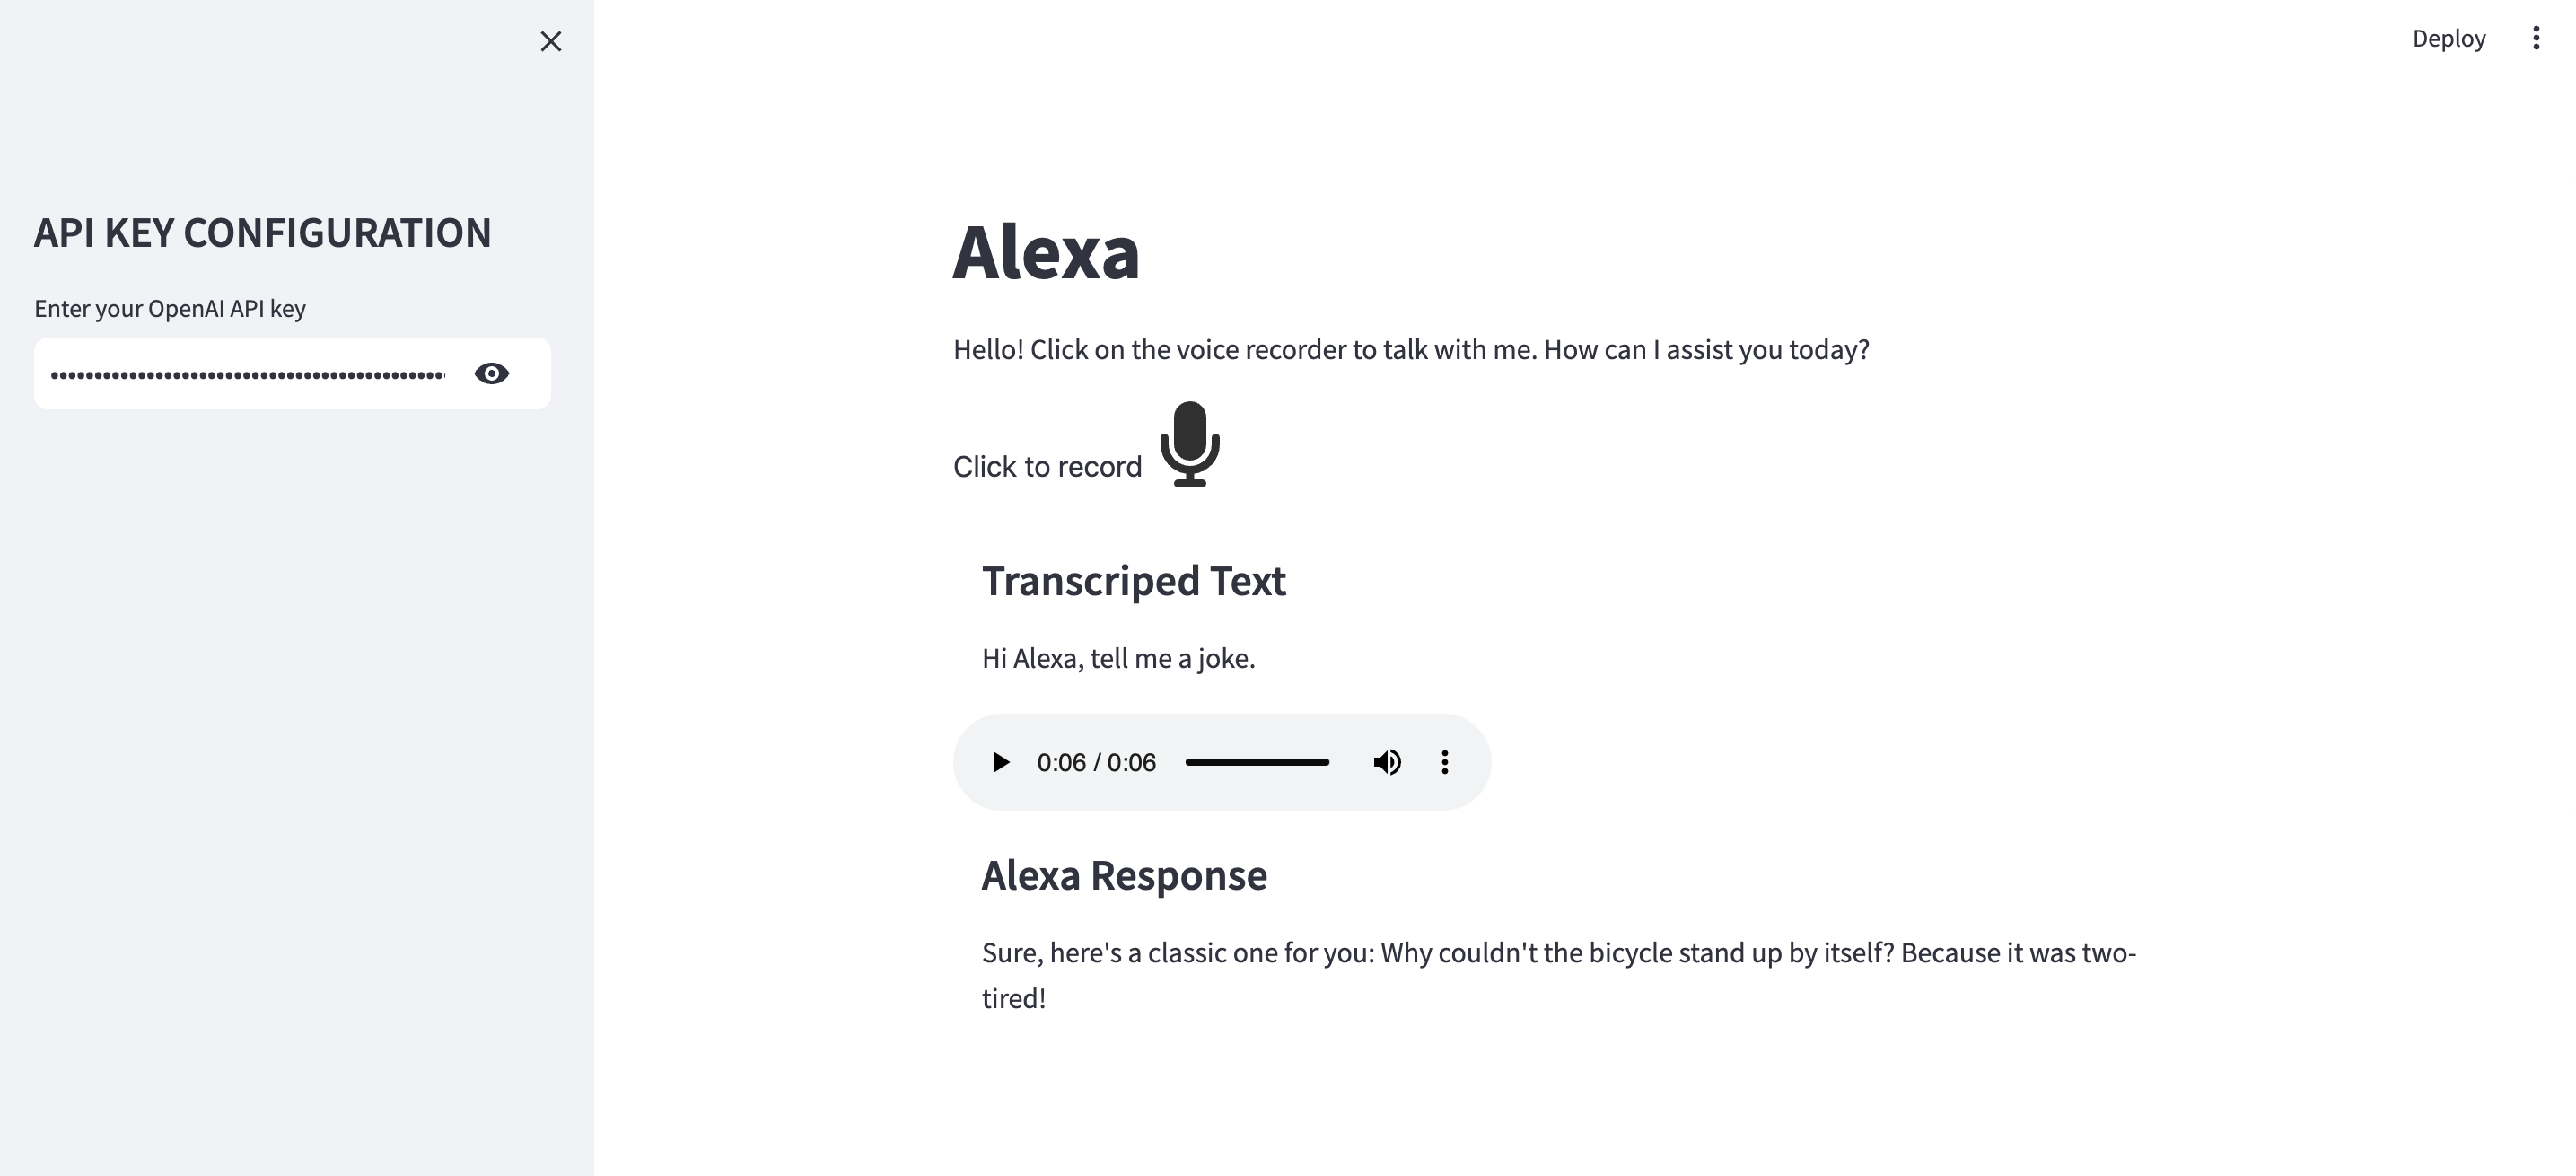 Deploy
API KEY CONFIGURATION
Enter your OpenAI API key
Alexa
Hello! Click on the voice recorder to talk with me. How can I assist you today?
Click to record
Transcriped Text
Hi Alexa, tell me a joke.
0:06 / 0:06
Alexa Response
Sure, here's a classic one for you: Why couldn't the bicycle stand up by itself? Because it was two-
tired!